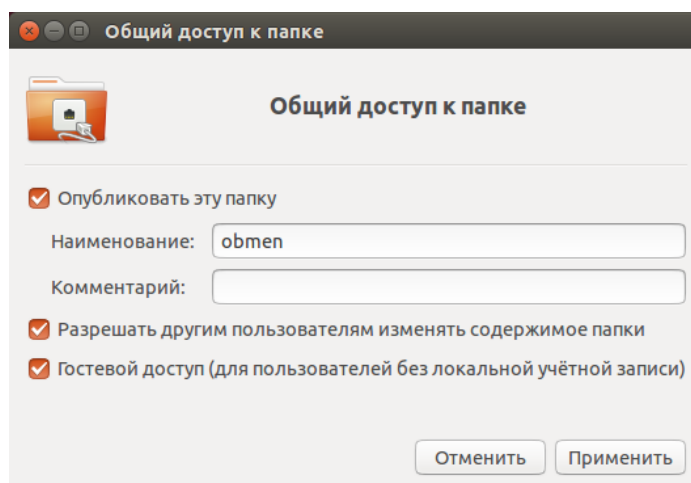 Общий доступ к папке
Общий доступ к папке
Опубликовать эту папку
Наименование: obmen
Комментарий:
Разрешать другим пользователям изменять содержимое папки
Гостевой доступ (для пользователей без локальной учётной записи)
Отменить Применить